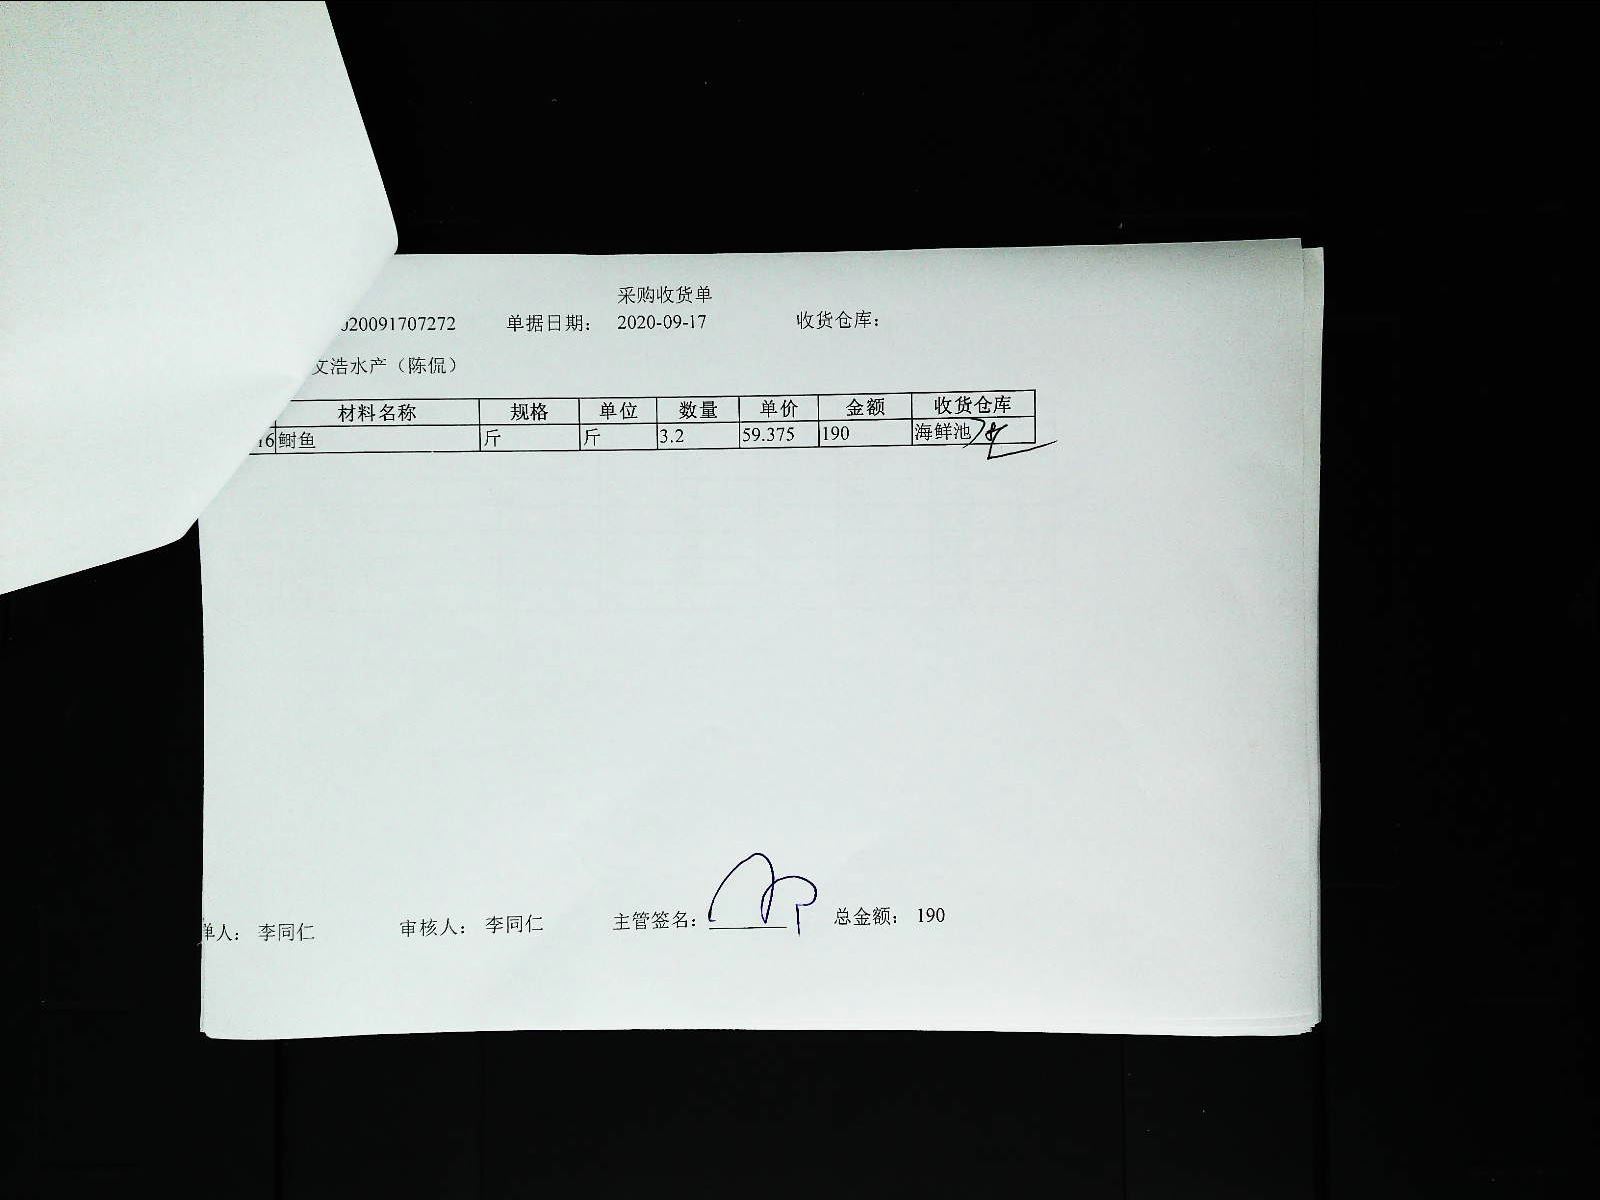 采购收货单
020091707272 单据日期： 2020-09-17 收货仓库：
文浩水产（陈侃）
材料名称 规格 单位 数量 单价 金额 收货仓库
16 鲥鱼 斤 斤 3.2 59.375 190 海鲜池
单人： 李同仁 审核人： 李同仁 主管签名： 总金额： 190